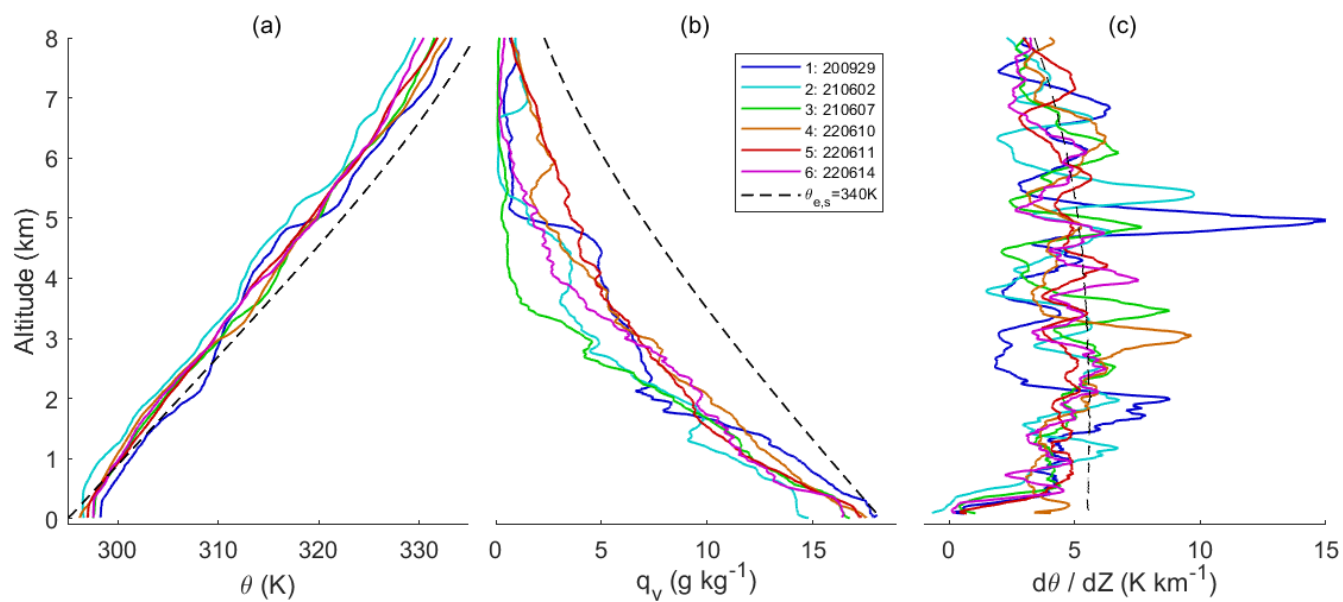 (a)
(b)
(c)
8
7
6
5
4
3
2
1
0
Altitude (km)
1: 200929
2: 210602
3: 210607
4: 220610
5: 220611
6: 220614
θe,s=340K
300 310 320 330
0 5 10 15
0 5 10 15
θ (K)
qv (g kg⁻¹)
dθ / dZ (K km⁻¹)